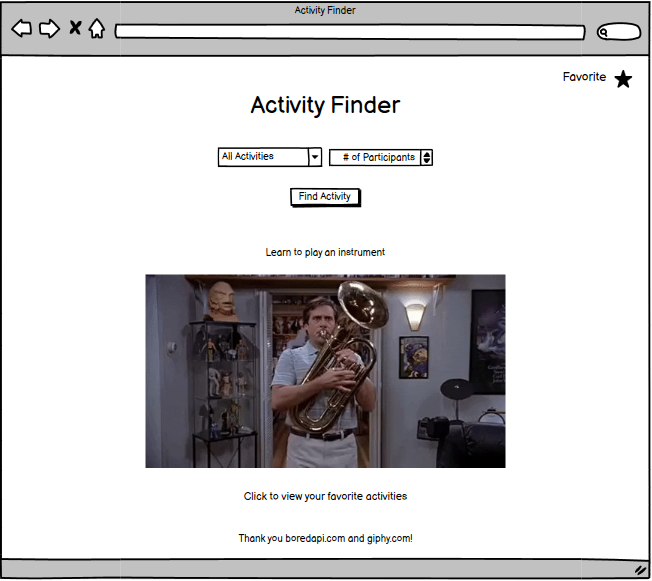 Activity Finder
Favorite
Activity Finder
All Activities
# of Participants
Find Activity
Learn to play an instrument
Click to view your favorite activities
Thank you boredapi.com and giphy.com!